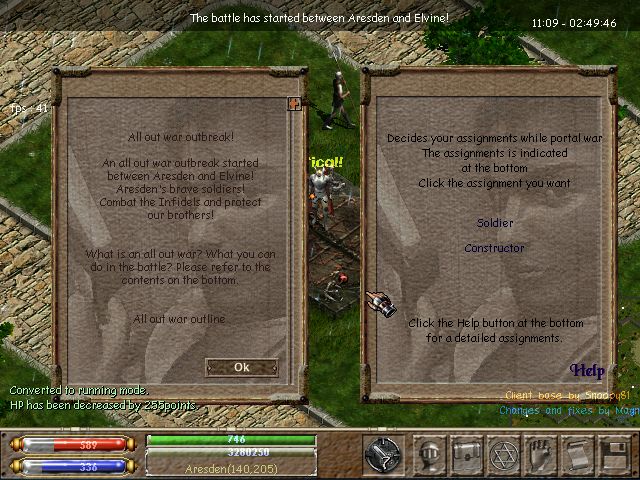 The battle has started between Aresden and Elvine!
11:09 - 02:49:46
fps : 41
All out war outbreak!
An all out war outbreak started
between Aresden and Elvine!
Aresden's brave soldiers!
Combat the Infidels and protect
our brothers!
What is an all out war? What you can
do in the battle? Please refer to the
contents on the bottom.
All out war outline
Ok
Decides your assignments while portal war
The assignments is indicated
at the bottom
Click the assignment you want
Soldier
Constructor
Click the Help button at the bottom
for a detailed assignments.
Help
ical!
Converted to running mode.
HP has been decreased by 255points.
Client base by Snoopy81
Changes and fixes by Magn
589
336
746
3280250
Aresden(140,205)